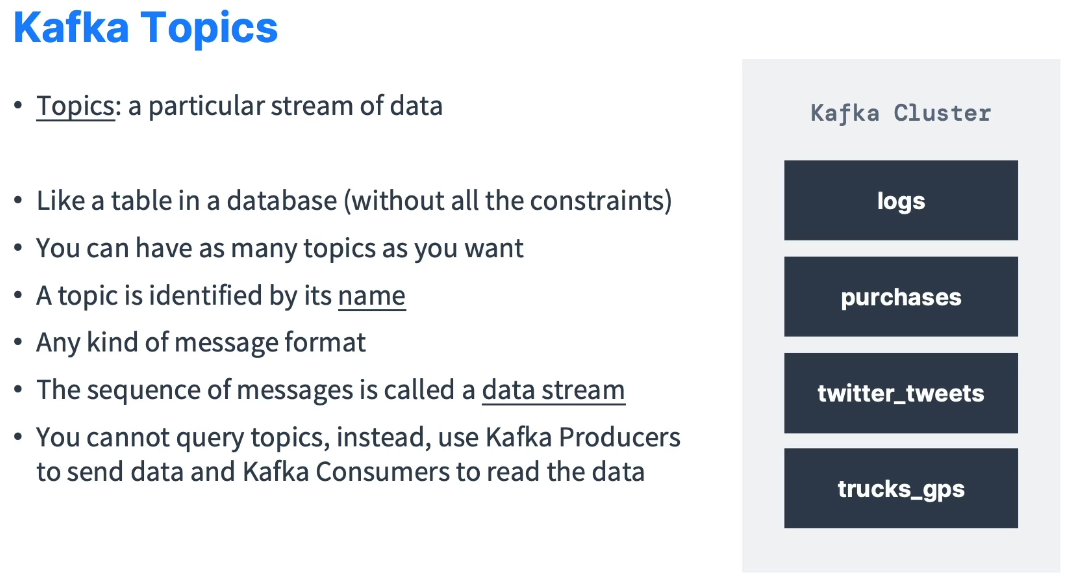 Kafka Topics
• Topics: a particular stream of data
• Like a table in a database (without all the constraints)
• You can have as many topics as you want
• A topic is identified by its name
• Any kind of message format
• The sequence of messages is called a data stream
• You cannot query topics, instead, use Kafka Producers
to send data and Kafka Consumers to read the data
Kafka Cluster
logs
purchases
twitter_tweets
trucks_gps